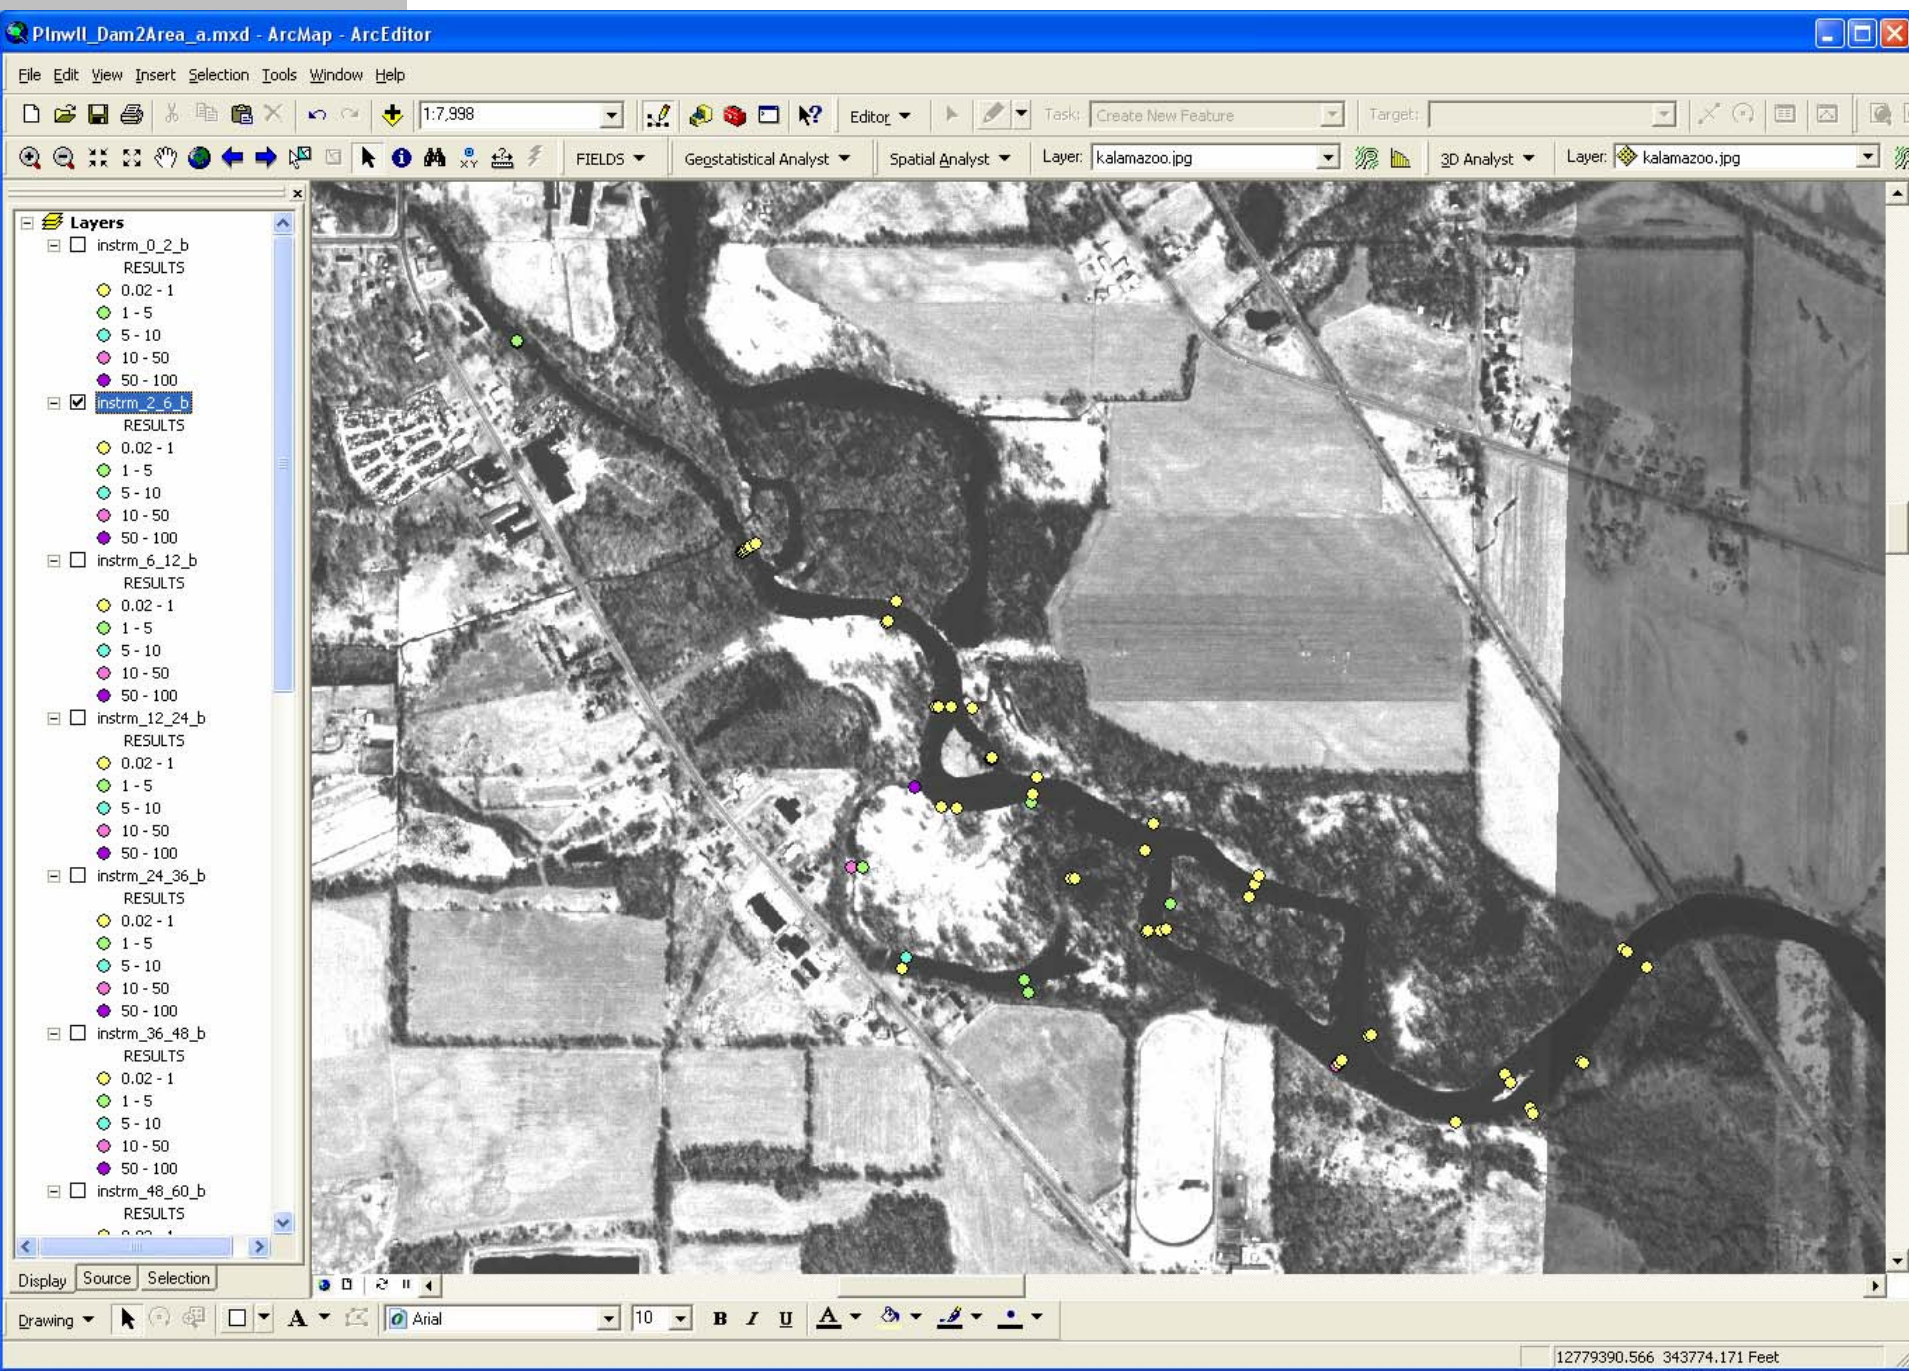 Plnwll_Dam2Area_a.mxd - ArcMap - ArcEditor
File Edit View Insert Selection Tools Window Help
1:7,998 Editor Task: Create New Feature Target:
FIELDS Geostatistical Analyst Spatial Analyst Layer: kalamazoo.jpg 3D Analyst Layer: kalamazoo.jpg
Layers
instrm_0_2_b
RESULTS
0.02 - 1
1 - 5
5 - 10
10 - 50
50 - 100
instrm_2_6_b
RESULTS
0.02 - 1
1 - 5
5 - 10
10 - 50
50 - 100
instrm_6_12_b
RESULTS
0.02 - 1
1 - 5
5 - 10
10 - 50
50 - 100
instrm_12_24_b
RESULTS
0.02 - 1
1 - 5
5 - 10
10 - 50
50 - 100
instrm_24_36_b
RESULTS
0.02 - 1
1 - 5
5 - 10
10 - 50
50 - 100
instrm_36_48_b
RESULTS
0.02 - 1
1 - 5
5 - 10
10 - 50
50 - 100
instrm_48_60_b
RESULTS
Display Source Selection
Drawing A Arial 10 B I U A
12779390.566 343774.171 Feet